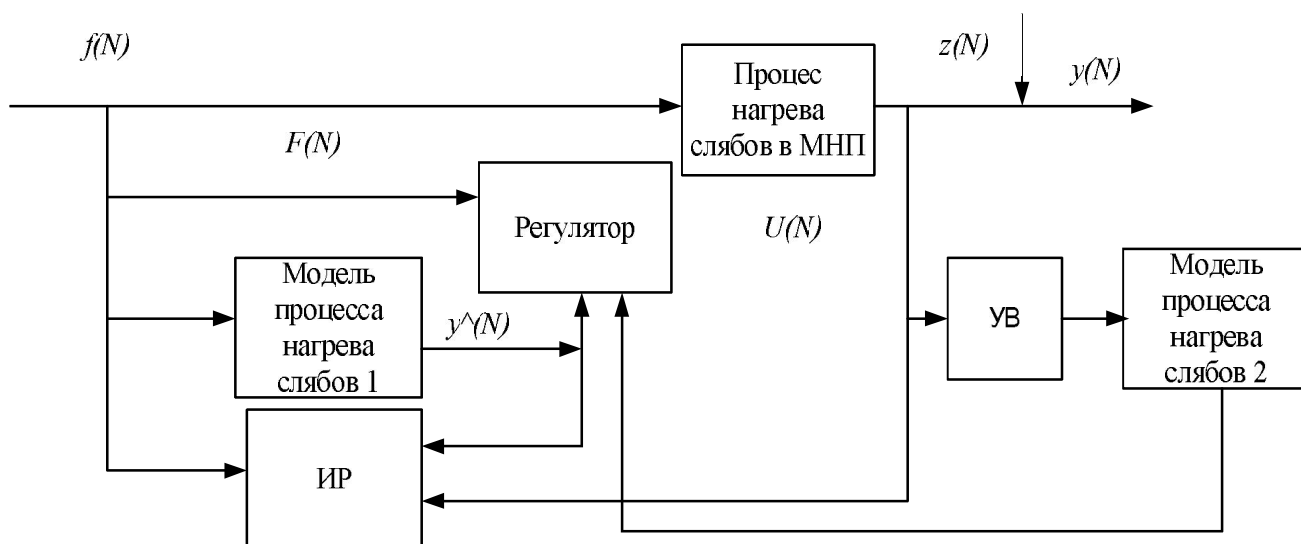 f(N)
z(N)
y(N)
Процес
нагрева
слябов в МНП
F(N)
Регулятор
U(N)
Модель
процесса
нагрева
слябов 1
y^(N)
УВ
Модель
процесса
нагрева
слябов 2
ИР